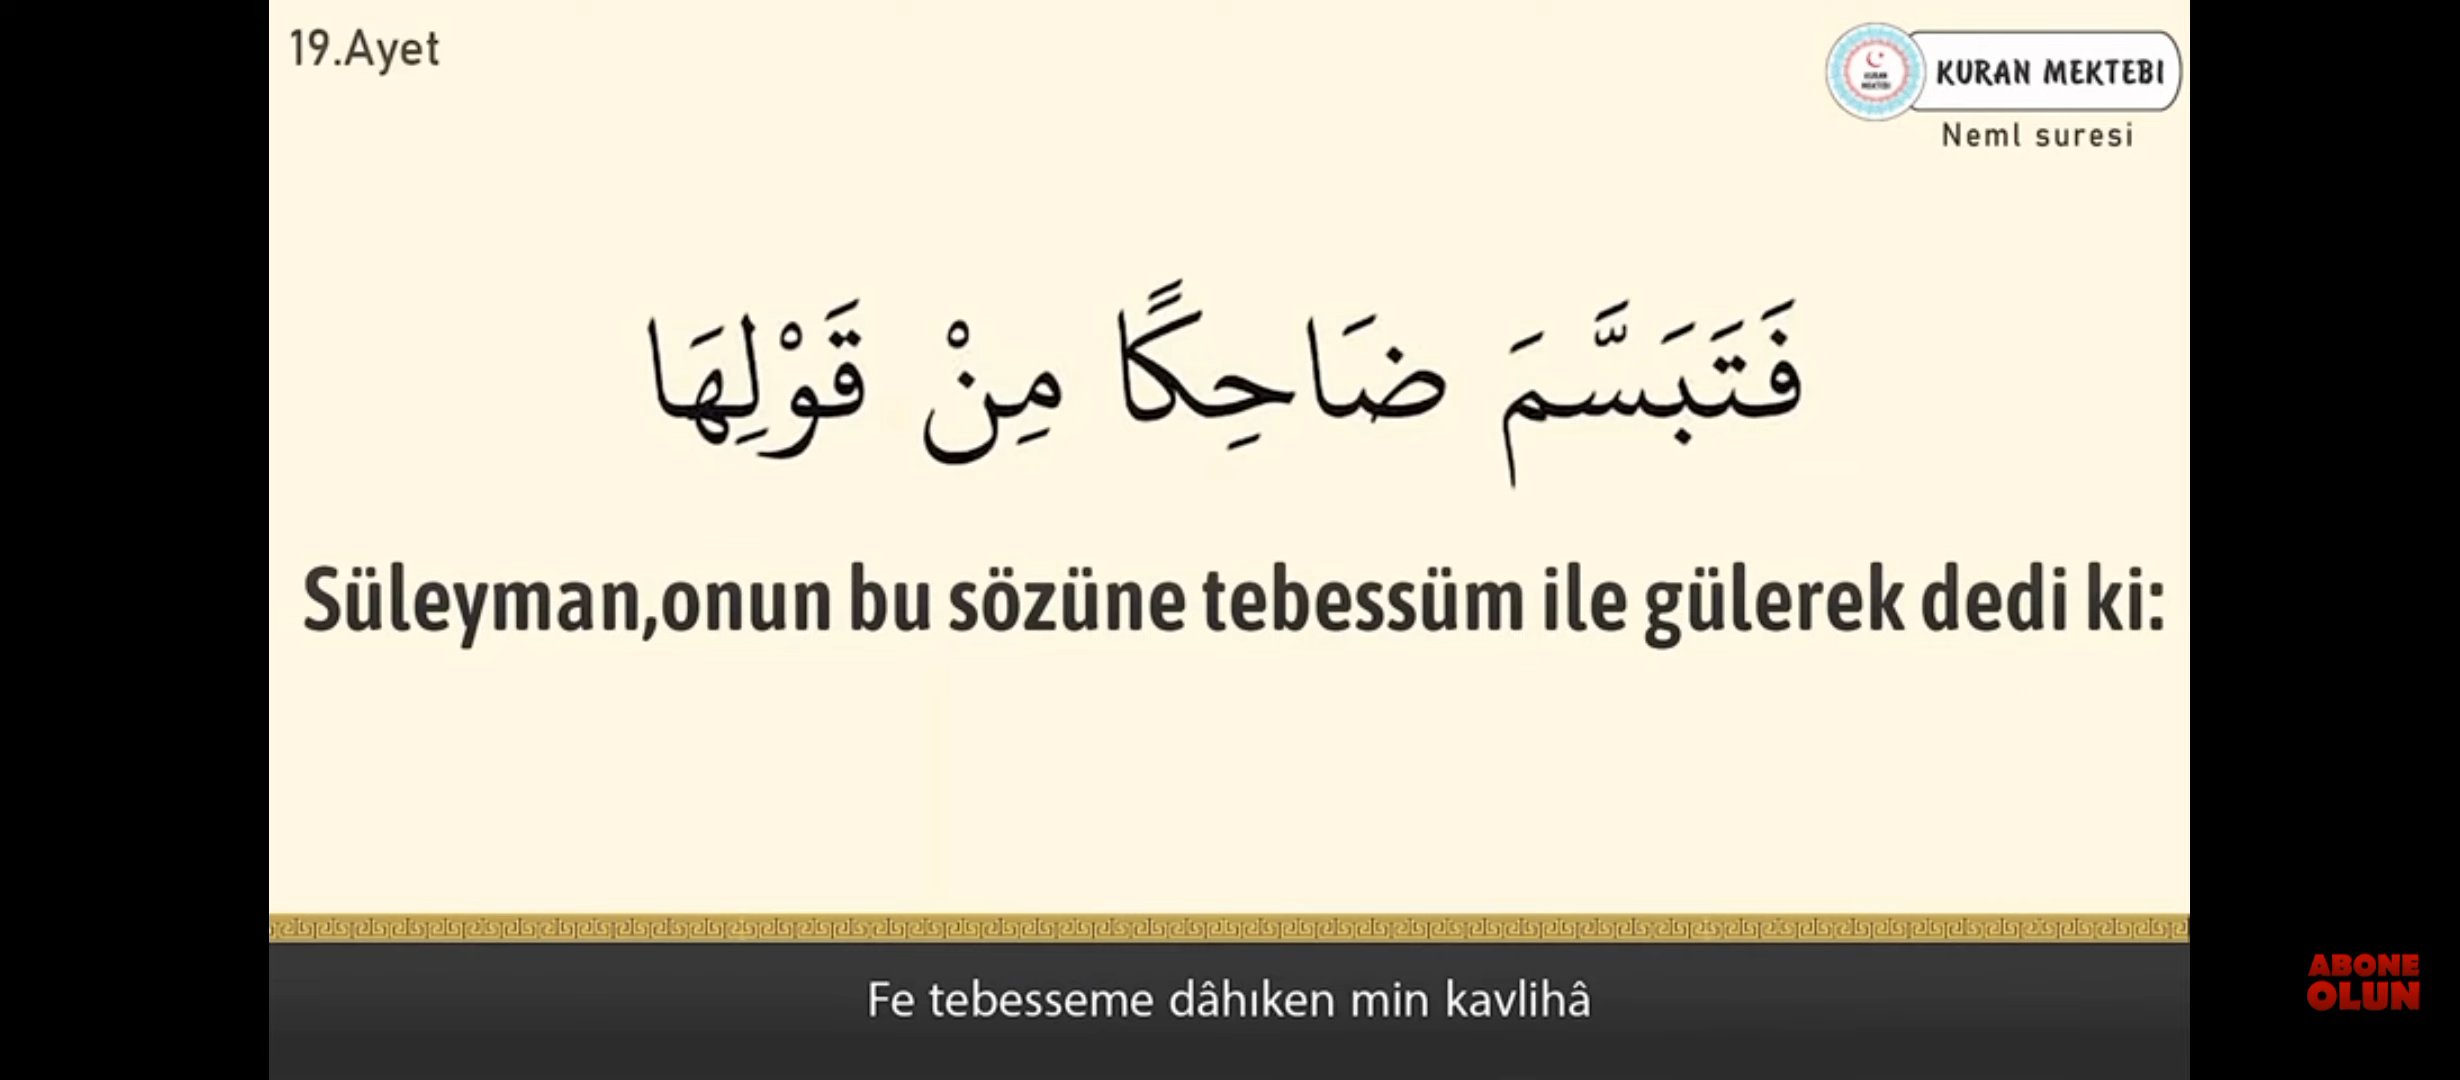 19.Ayet
KURAN MEKTEBI
Neml suresi
فَتَبَسَّمَ ضَاحِكًا مِنْ قَوْلِهَا
Süleyman,onun bu sözüne tebessüm ile gülerek dedi ki:
Fe tebesseme dâhıken min kavlihâ
ABONE
OLUN